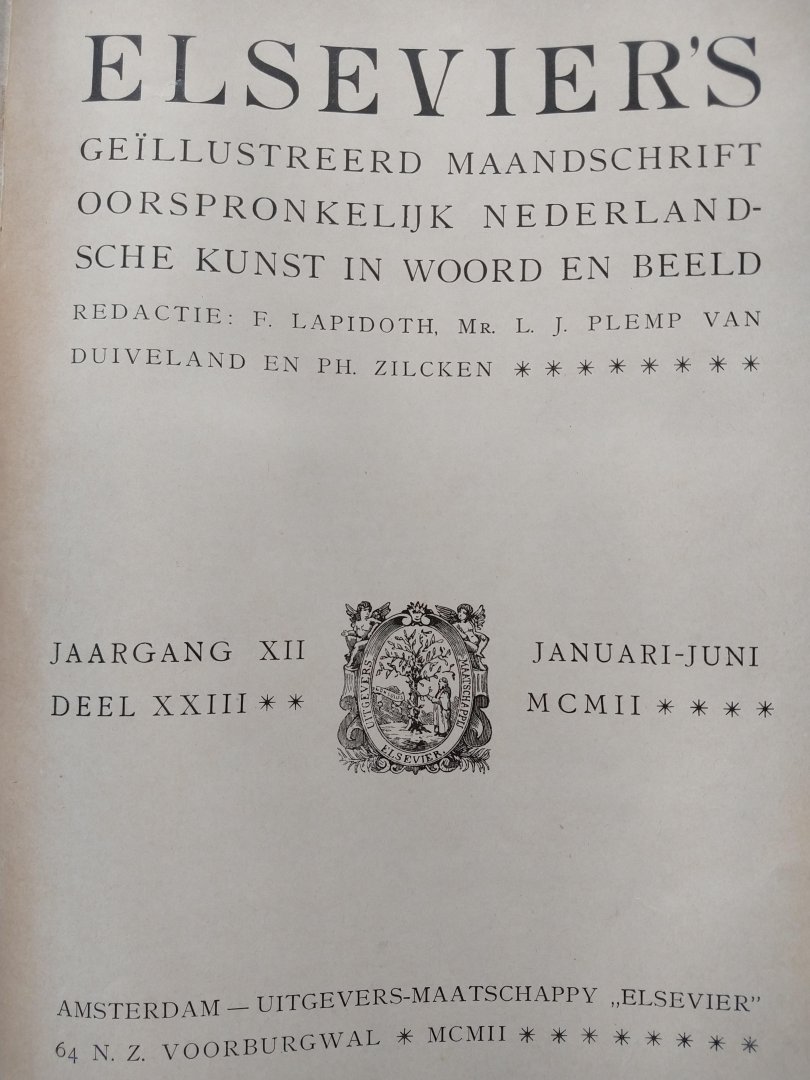 ELSEVIER'S
GEÏLLUSTREERD MAANDSCHRIFT
OORSPRONKELIJK NEDERLAND-
SCHE KUNST IN WOORD EN BEELD
REDACTIE: F. LAPIDOTH, MR. L. J. PLEMP VAN
DUIVELAND EN PH. ZILCKEN * * * * * * * *
JAARGANG XII
DEEL XXIII * *
UITGEVERS MAATSCHAPPIJ
ELSEVIER.
JANUARI-JUNI
MCMII * * * *
AMSTERDAM — UITGEVERS-MAATSCHAPPY „ELSEVIER”
64 N. Z. VOORBURGWAL * MCMII * * * * * * * *